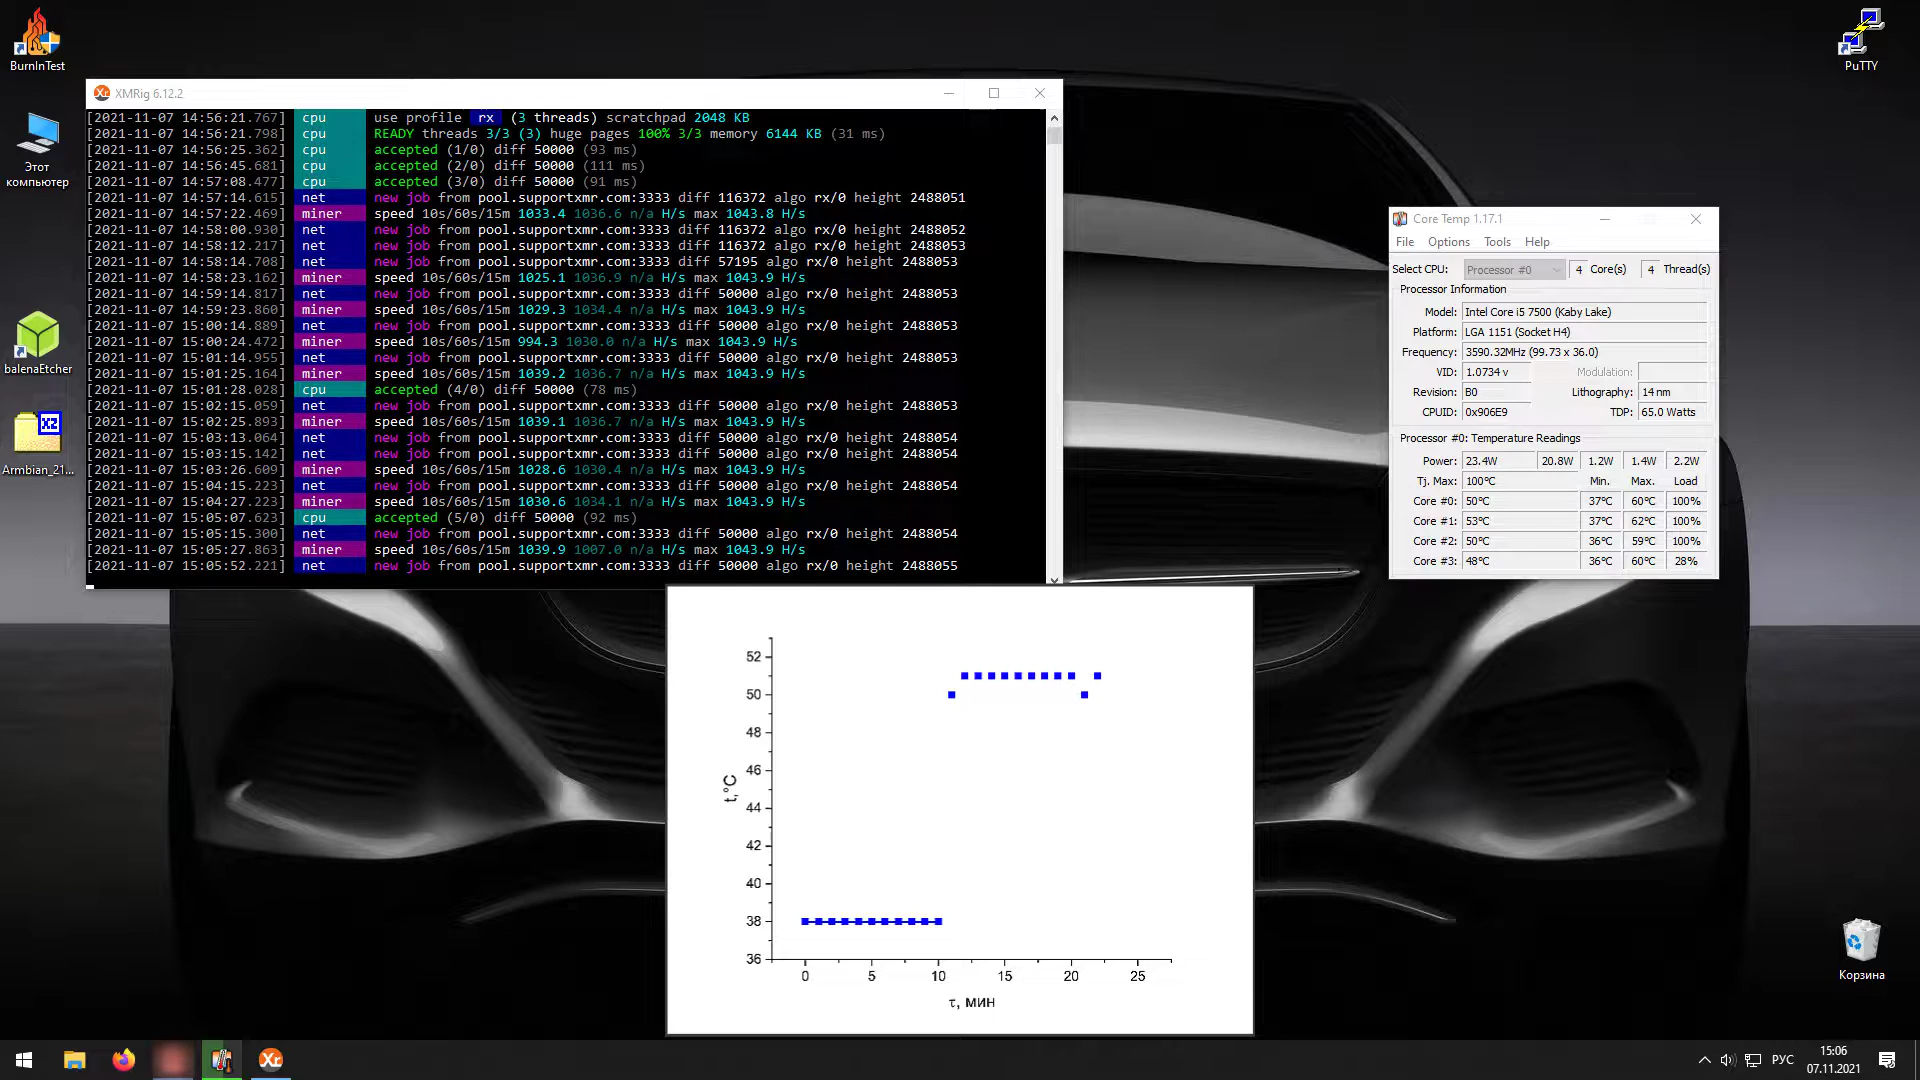 BurnInTest
PuTTY
XMRig 6.12.2
[2021-11-07 14:56:21.767] cpu use profile rx (3 threads) scratchpad 2048 KB
[2021-11-07 14:56:21.798] cpu READY threads 3/3 (3) huge pages 100% 3/3 memory 6144 KB (31 ms)
[2021-11-07 14:56:25.362] cpu accepted (1/0) diff 50000 (93 ms)
[2021-11-07 14:56:45.681] cpu accepted (2/0) diff 50000 (111 ms)
[2021-11-07 14:57:08.477] cpu accepted (3/0) diff 50000 (91 ms)
[2021-11-07 14:57:14.615] net new job from pool.supportxmr.com:3333 diff 116372 algo rx/0 height 2488051
[2021-11-07 14:57:22.469] miner speed 10s/60s/15m 1033.4 1036.6 n/a H/s max 1043.8 H/s
[2021-11-07 14:58:00.930] net new job from pool.supportxmr.com:3333 diff 116372 algo rx/0 height 2488052
[2021-11-07 14:58:12.217] net new job from pool.supportxmr.com:3333 diff 116372 algo rx/0 height 2488053
[2021-11-07 14:58:14.708] net new job from pool.supportxmr.com:3333 diff 57195 algo rx/0 height 2488053
[2021-11-07 14:58:23.162] miner speed 10s/60s/15m 1025.1 1036.9 n/a H/s max 1043.9 H/s
[2021-11-07 14:59:14.817] net new job from pool.supportxmr.com:3333 diff 50000 algo rx/0 height 2488053
[2021-11-07 14:59:23.860] miner speed 10s/60s/15m 1029.3 1034.4 n/a H/s max 1043.9 H/s
[2021-11-07 15:00:14.889] net new job from pool.supportxmr.com:3333 diff 50000 algo rx/0 height 2488053
[2021-11-07 15:00:24.472] miner speed 10s/60s/15m 994.3 1030.0 n/a H/s max 1043.9 H/s
[2021-11-07 15:01:14.955] net new job from pool.supportxmr.com:3333 diff 50000 algo rx/0 height 2488053
[2021-11-07 15:01:25.164] miner speed 10s/60s/15m 1039.2 1036.7 n/a H/s max 1043.9 H/s
[2021-11-07 15:01:28.028] cpu accepted (4/0) diff 50000 (78 ms)
[2021-11-07 15:02:15.059] net new job from pool.supportxmr.com:3333 diff 50000 algo rx/0 height 2488053
[2021-11-07 15:02:25.893] miner speed 10s/60s/15m 1039.1 1036.7 n/a H/s max 1043.9 H/s
[2021-11-07 15:03:13.064] net new job from pool.supportxmr.com:3333 diff 50000 algo rx/0 height 2488054
[2021-11-07 15:03:15.142] net new job from pool.supportxmr.com:3333 diff 50000 algo rx/0 height 2488054
[2021-11-07 15:03:26.609] miner speed 10s/60s/15m 1028.6 1030.4 n/a H/s max 1043.9 H/s
[2021-11-07 15:04:15.223] net new job from pool.supportxmr.com:3333 diff 50000 algo rx/0 height 2488054
[2021-11-07 15:04:27.223] miner speed 10s/60s/15m 1030.6 1034.1 n/a H/s max 1043.9 H/s
[2021-11-07 15:05:07.623] cpu accepted (5/0) diff 50000 (92 ms)
[2021-11-07 15:05:15.300] net new job from pool.supportxmr.com:3333 diff 50000 algo rx/0 height 2488054
[2021-11-07 15:05:27.863] miner speed 10s/60s/15m 1039.9 1007.0 n/a H/s max 1043.9 H/s
[2021-11-07 15:05:52.221] net new job from pool.supportxmr.com:3333 diff 50000 algo rx/0 height 2488055
Этот
компьютер
balenaEtcher
X2
Armbian_21...
Core Temp 1.17.1
File Options Tools Help
Select CPU: Processor #0 4 Core(s) 4 Thread(s)
Processor Information
Model: Intel Core i5 7500 (Kaby Lake)
Platform: LGA 1151 (Socket H4)
Frequency: 3590.32MHz (99.73 x 36.0)
VID: 1.0734 v Modulation:
Revision: B0 Lithography: 14 nm
CPUID: 0x906E9 TDP: 65.0 Watts
Processor #0: Temperature Readings
Power: 23.4W 20.8W 1.2W 1.4W 2.2W
Tj. Max: 100°C Min. Max. Load
Core #0: 50°C 37°C 60°C 100%
Core #1: 53°C 37°C 62°C 100%
Core #2: 50°C 36°C 59°C 100%
Core #3: 48°C 36°C 60°C 28%
52
50
48
46
44
42
40
38
36
t,°C
0 5 10 15 20 25
τ, мин
Корзина
Xr
РУС
15:06
07.11.2021